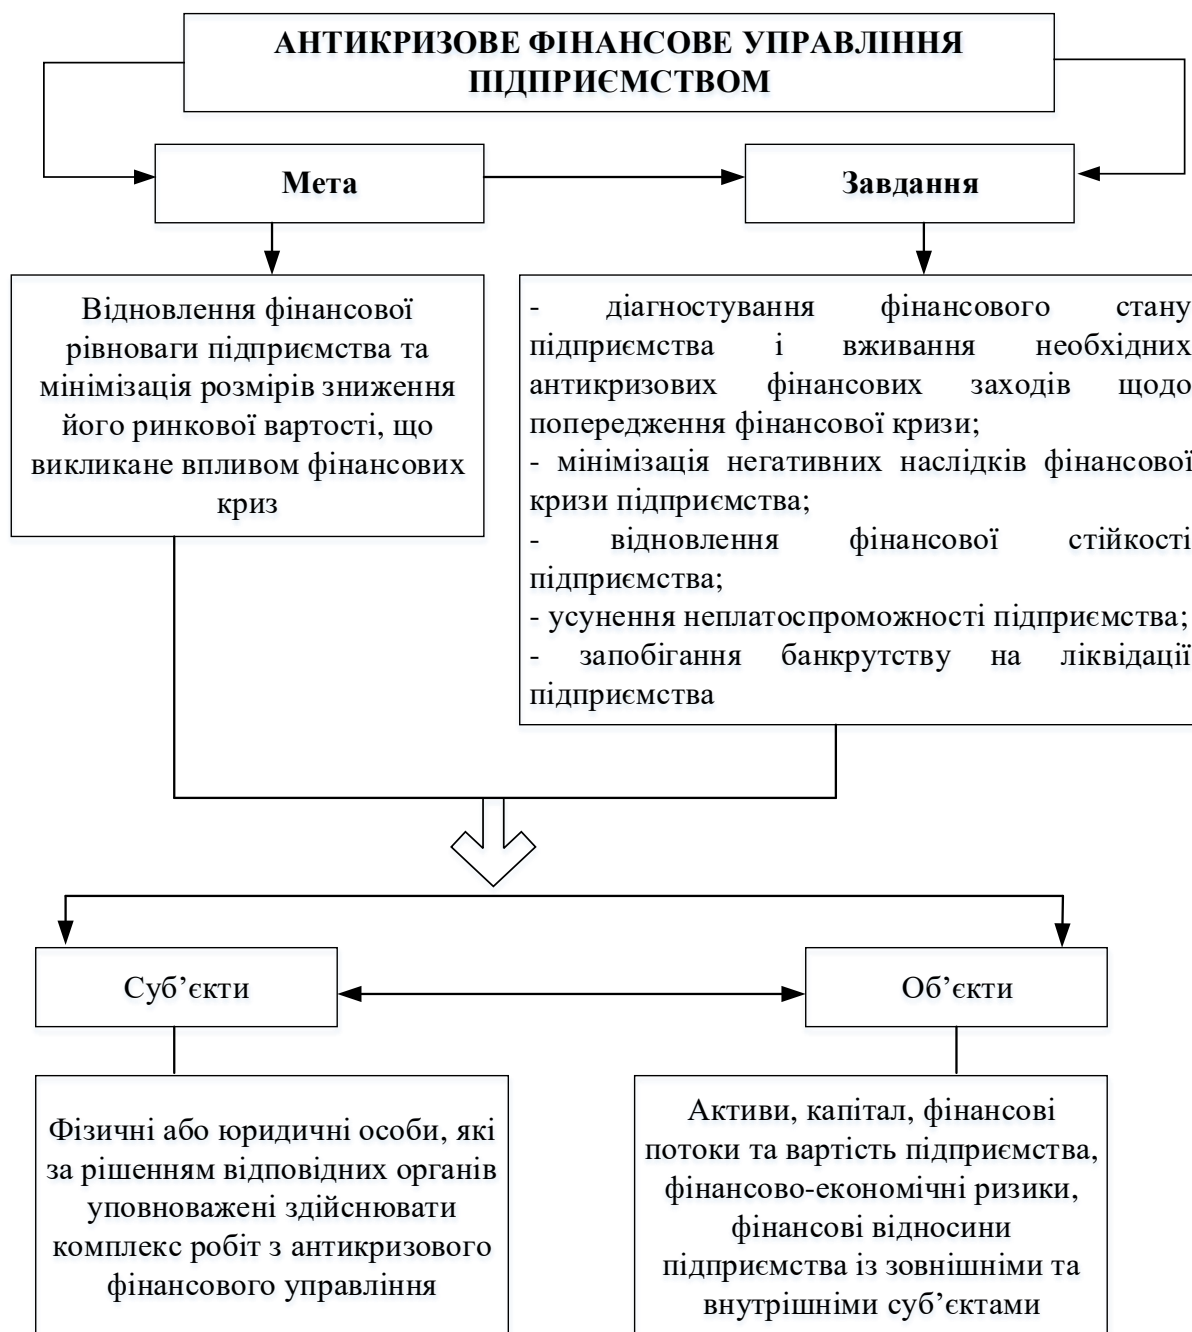 АНТИКРИЗОВЕ ФІНАНСОВЕ УПРАВЛІННЯ
ПІДПРИЄМСТВОМ
Мета
Завдання
Відновлення фінансової
рівноваги підприємства та
мінімізація розмірів зниження
його ринкової вартості, що
викликане впливом фінансових
криз
- діагностування фінансового стану
підприємства і вживання необхідних
антикризових фінансових заходів щодо
попередження фінансової кризи;
- мінімізація негативних наслідків фінансової
кризи підприємства;
- відновлення фінансової стійкості
підприємства;
- усунення неплатоспроможності підприємства;
- запобігання банкрутству на ліквідації
підприємства
Суб’єкти
Об’єкти
Фізичні або юридичні особи, які
за рішенням відповідних органів
уповноважені здійснювати
комплекс робіт з антикризового
фінансового управління
Активи, капітал, фінансові
потоки та вартість підприємства,
фінансово-економічні ризики,
фінансові відносини
підприємства із зовнішніми та
внутрішніми суб’єктами